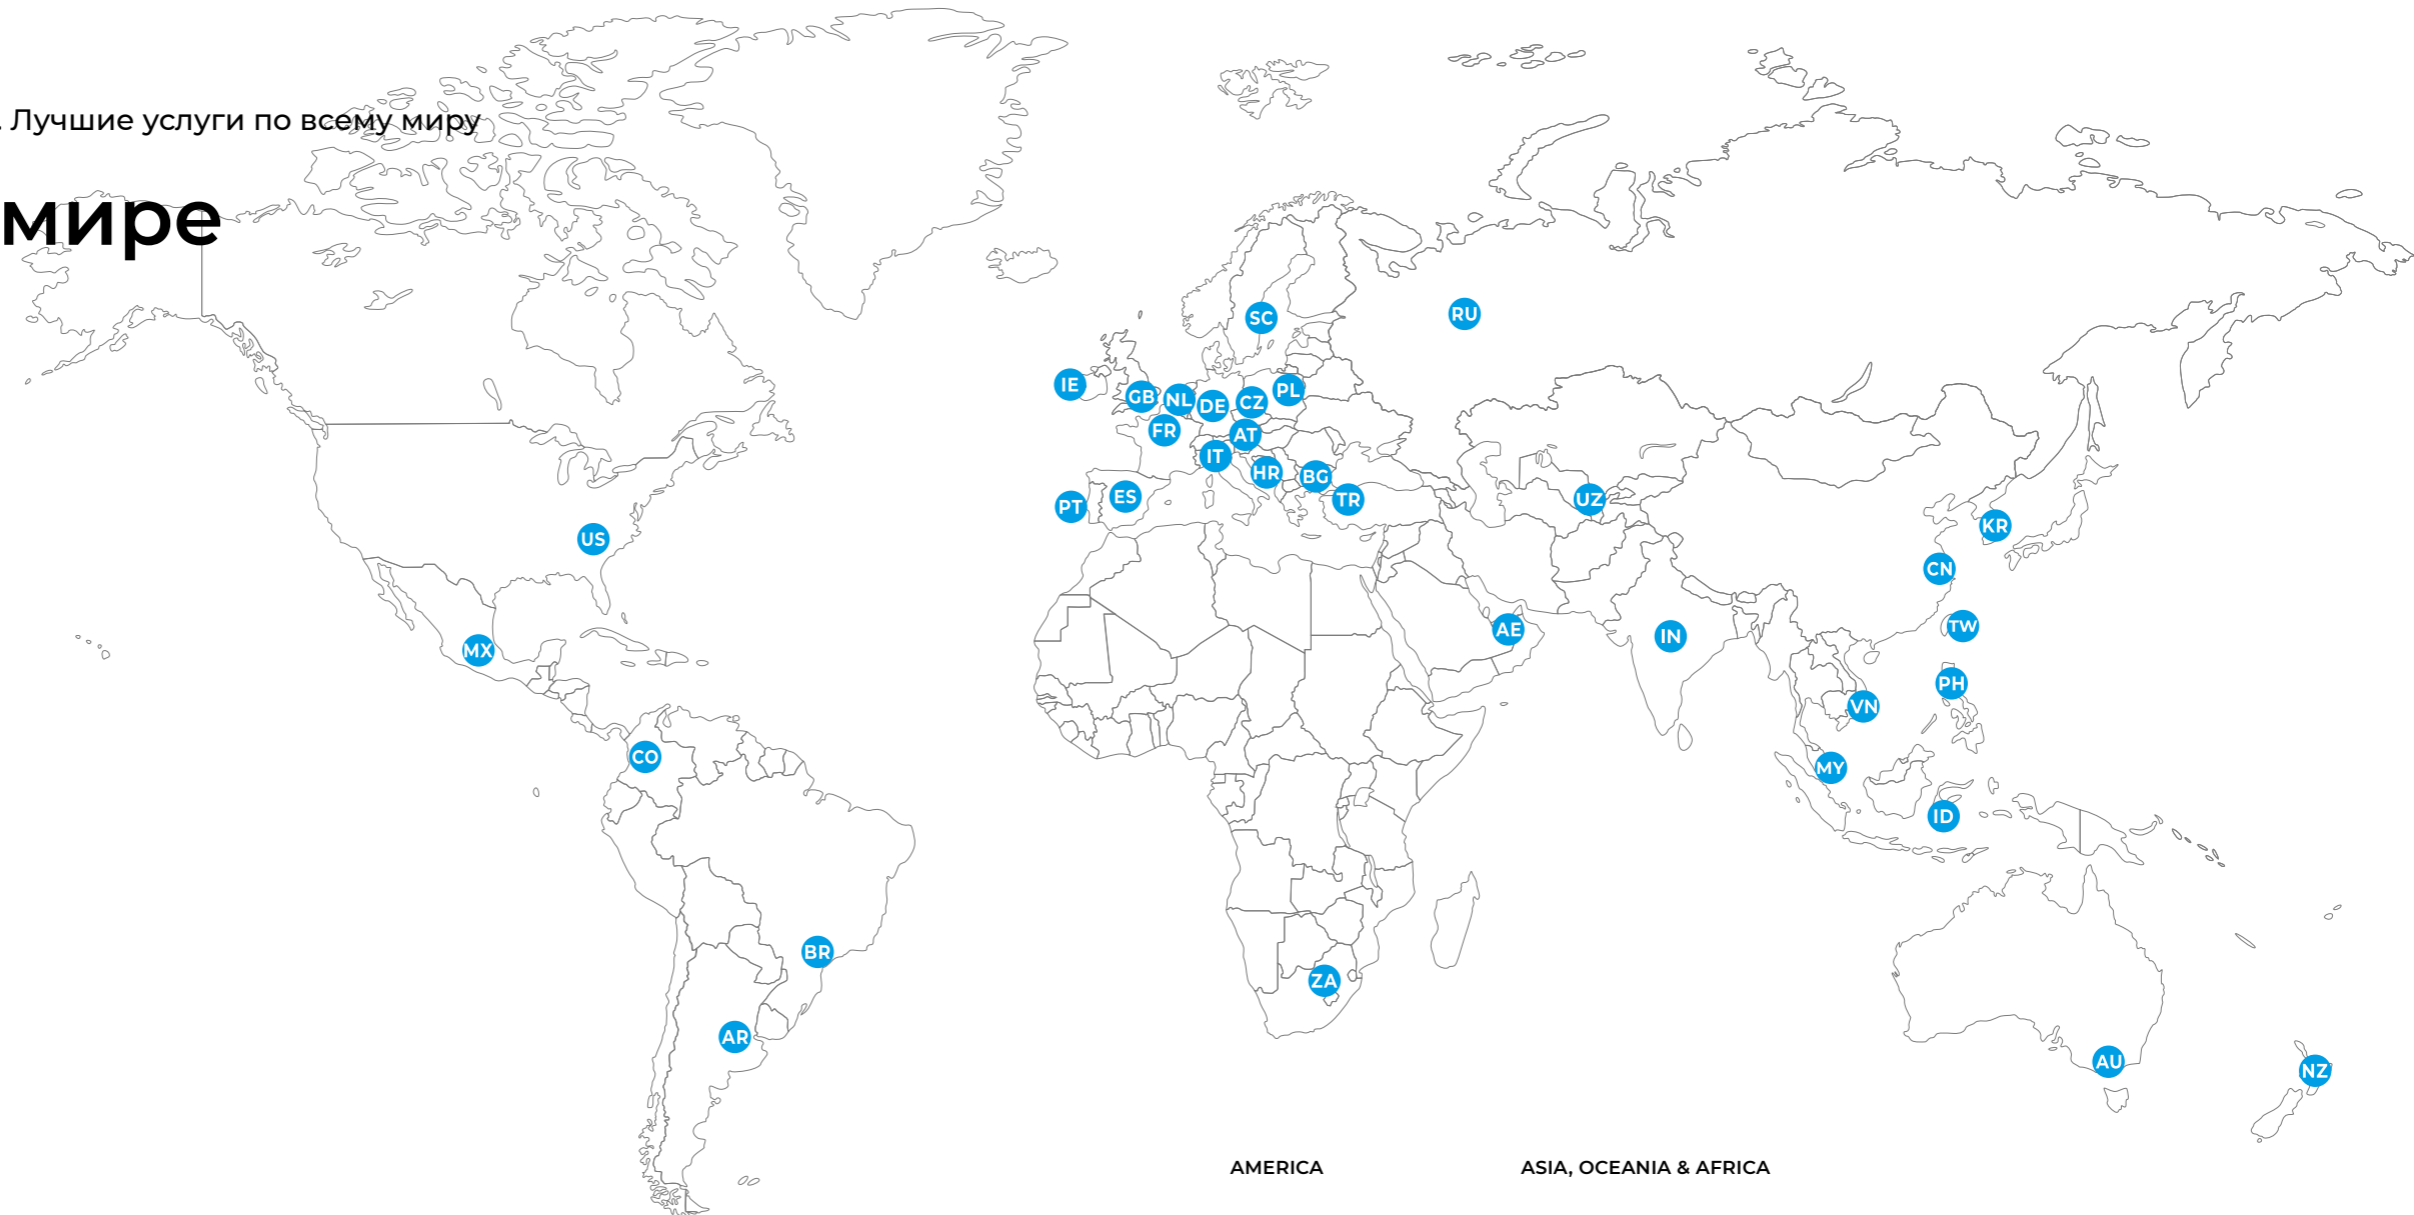 . Лучшие услуги по всему миру
мире
SC
RU
IE
GB
NL
DE
CZ
PL
FR
AT
IT
HR
BG
PT
ES
TR
UZ
US
KR
CN
MX
AE
IN
TW
PH
VN
CO
MY
ID
BR
ZA
AR
AU
NZ
AMERICA
ASIA, OCEANIA & AFRICA